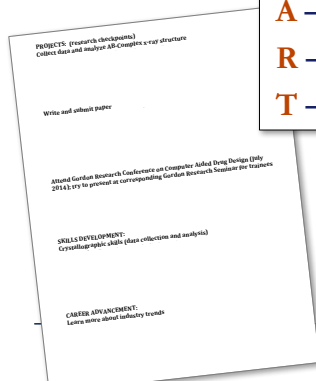 A –
R –
T –
PROJECTS: (research checkpoints)
Collect data and analyze AB-Complex x-ray structure
Write and submit paper
Attend Gordon Research Conference on Computer Aided Drug Design (July
2014); try to present at corresponding Gordon Research Seminar for trainees
SKILLS DEVELOPMENT:
Crystallographic skills (data collection and analysis)
CAREER ADVANCEMENT:
Learn more about industry trends